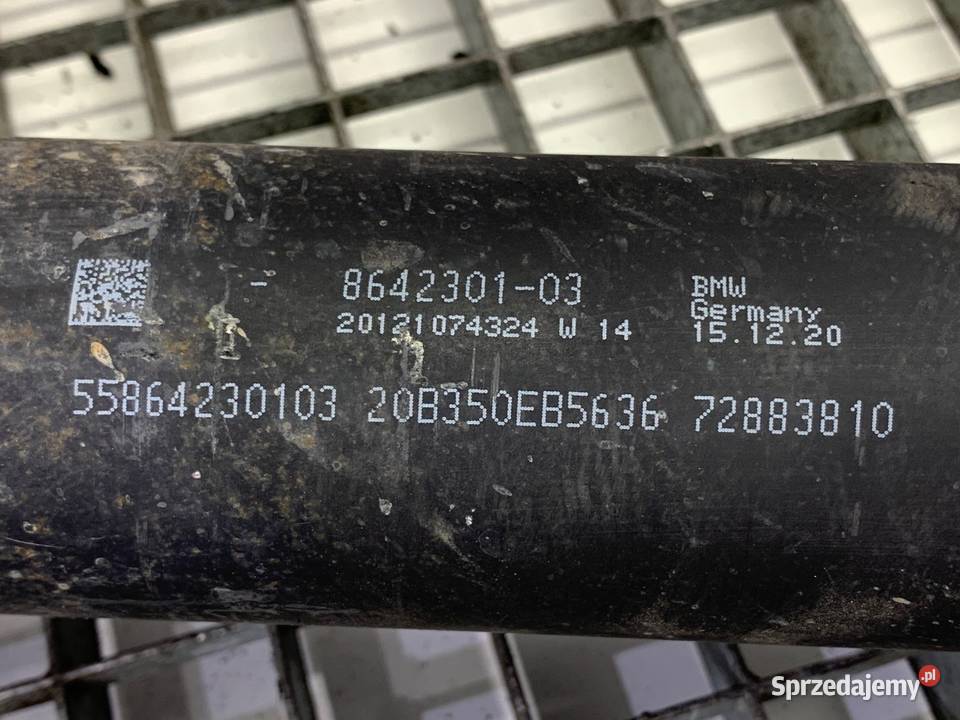 - 8642301-03
20121074324 W 14
BMW
Germany
15.12.20
55864230103 20B350EB5636 72883810
Sprzedajemy.pl